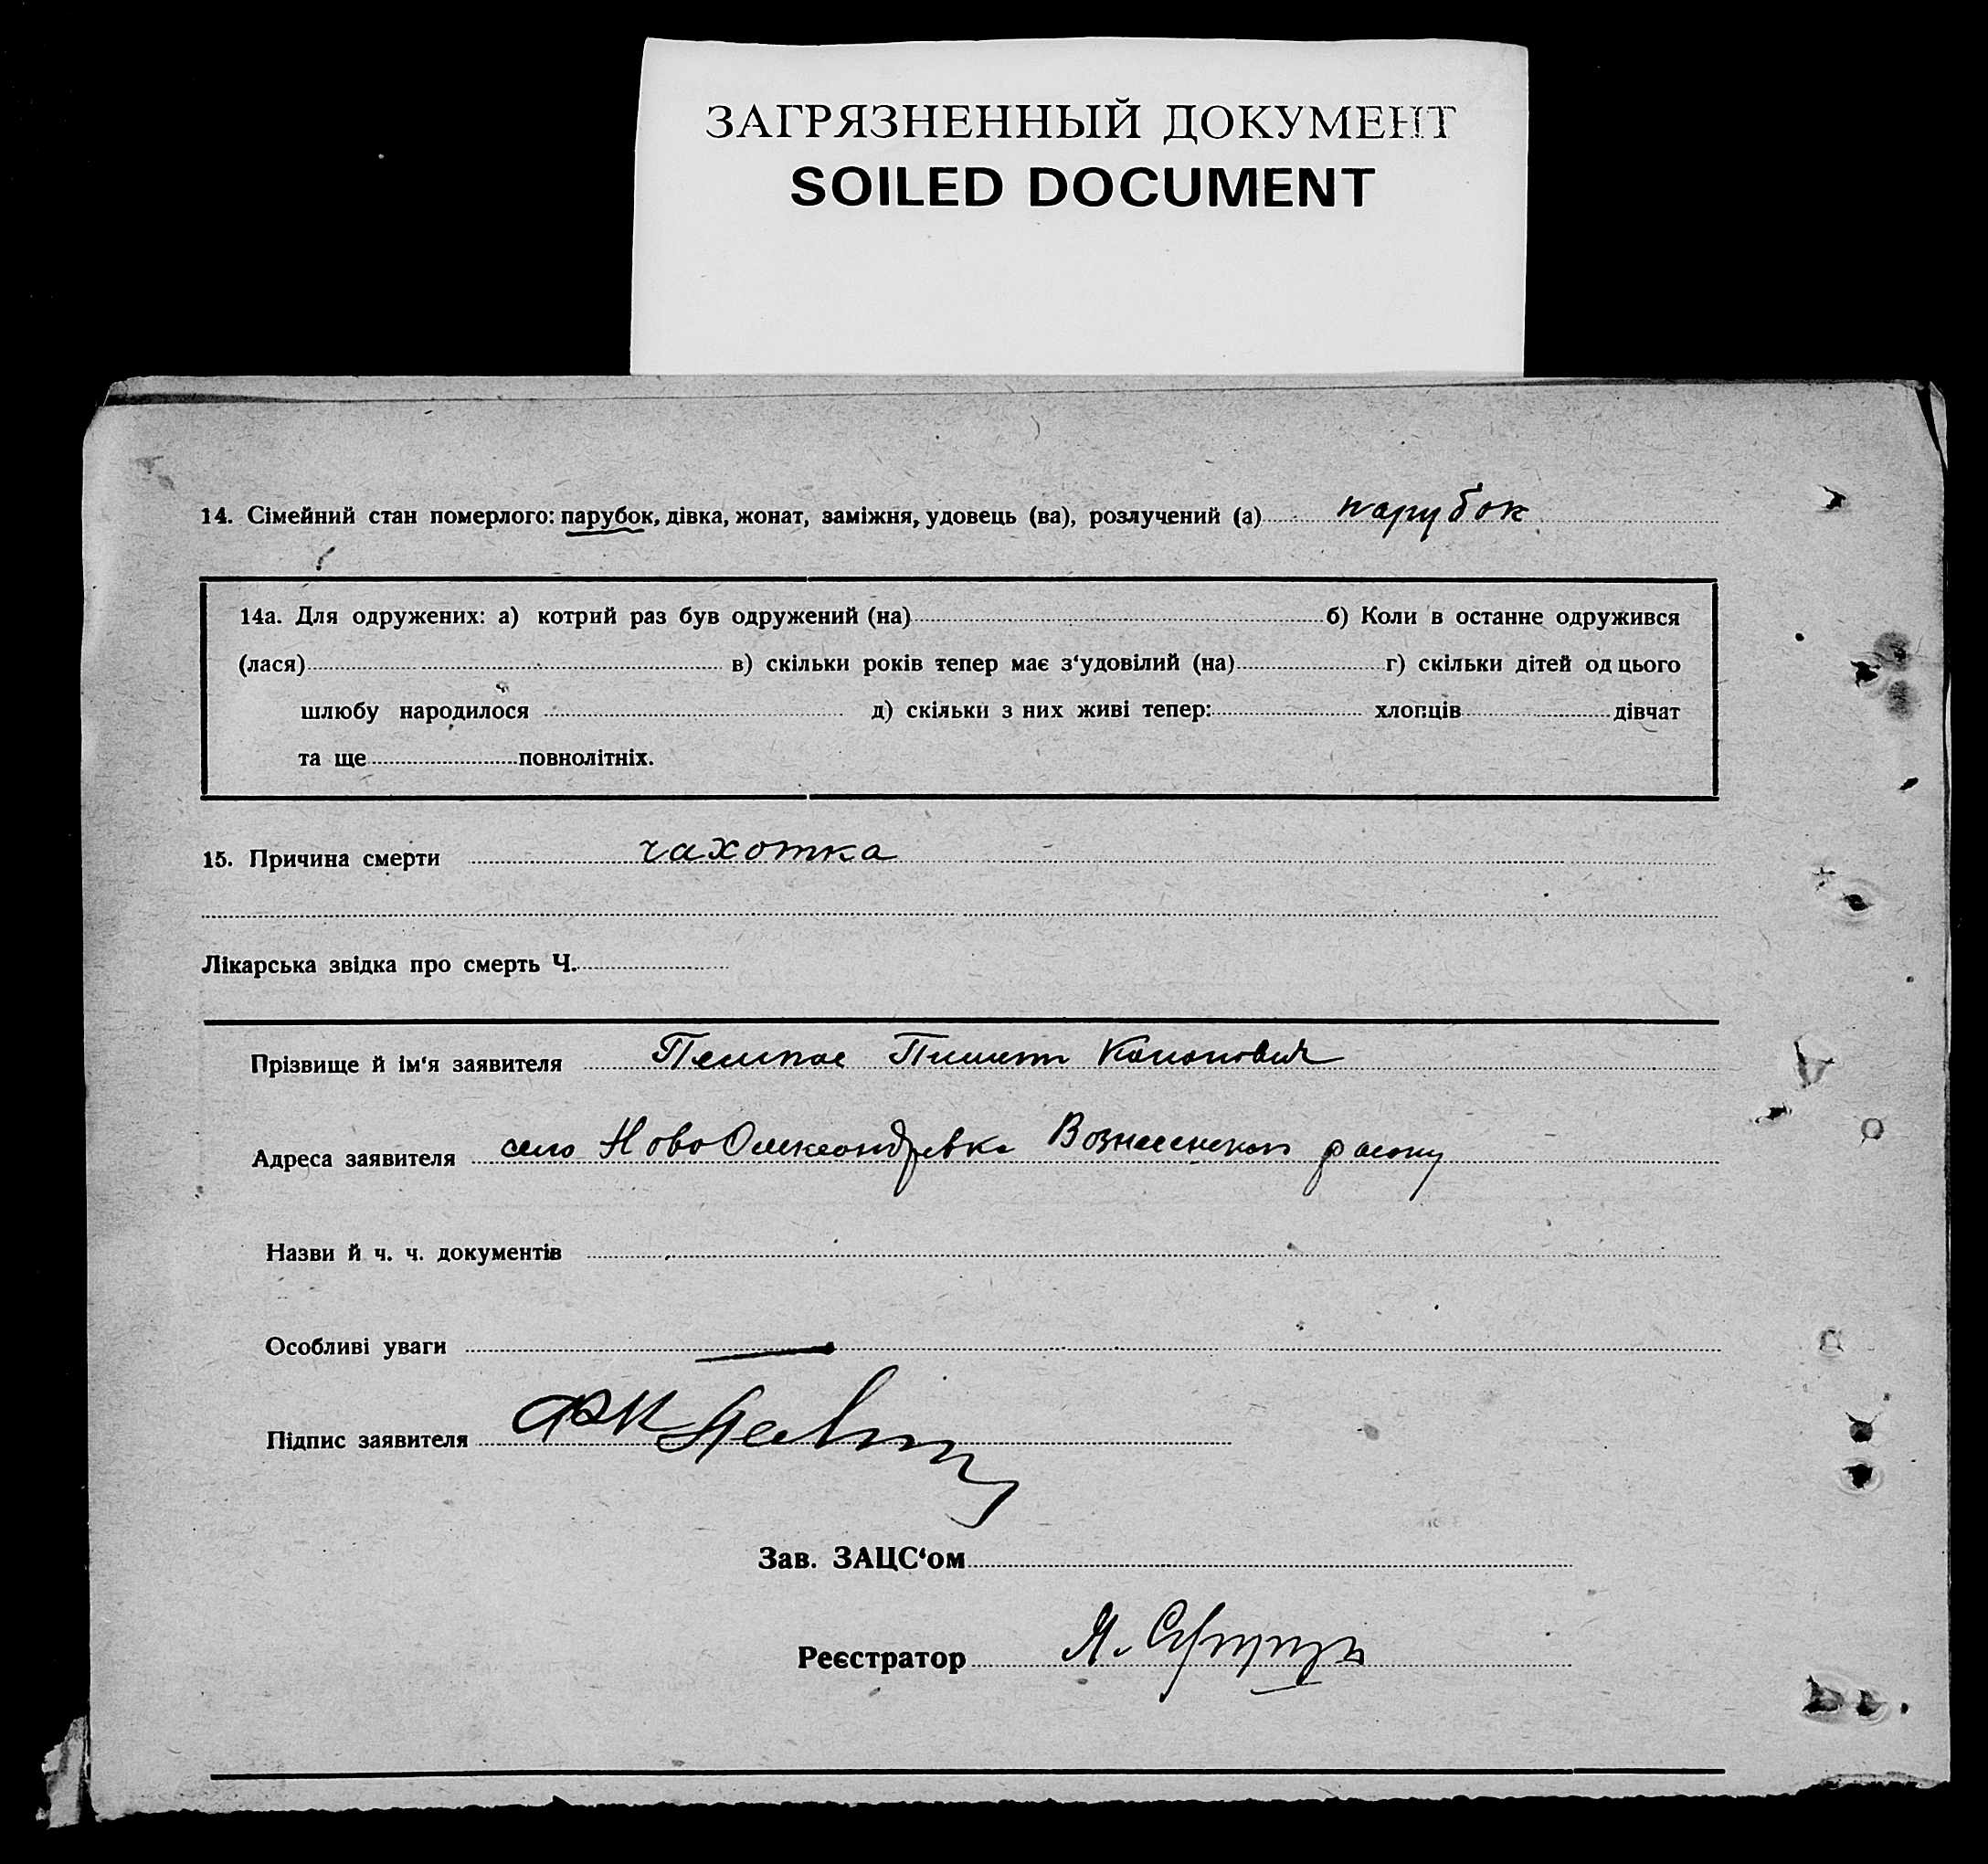 ЗАГРЯЗНЕННЫЙ ДОКУМЕНТ
SOILED DOCUMENT
14. Сімейний стан померлого: парубок, дівка, жонат, заміжня, удовець (ва), розлучений (а) парубок
14а. Для одружених: а) котрий раз був одружений (на) б) Коли в останнє одружився
(лася) в) скільки років тепер має з‘удовілий (на) г) скільки дітей од цього
шлюбу народилося д) скільки з них живі тепер: хлопців дівчат
та ще повнолітніх.
15. Причина смерти чахотка
Лікарська звідка про смерть Ч.
Прізвище й ім‘я заявителя
Адреса заявителя село Ново Олександрвка Вознесенского району
Назви й ч. ч. документів
Особливі уваги
Підпис заявителя
Зав. ЗАЦС‘ом
Реєстратор